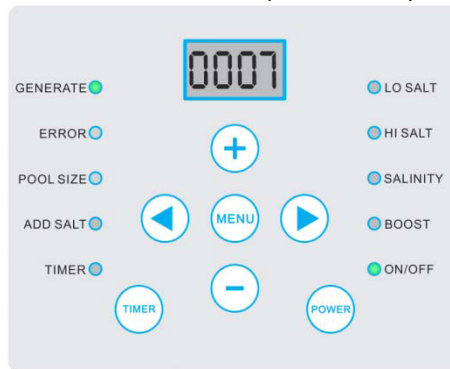 0007
GENERATE
LO SALT
ERROR
HI SALT
+
POOL SIZE
SALINITY
MENU
ADD SALT
BOOST
TIMER
ON/OFF
−
TIMER
POWER